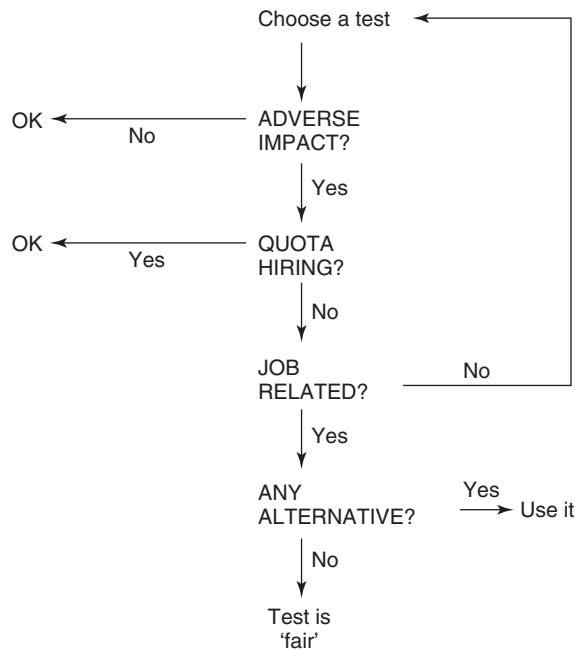 Choose a test
OK
No
ADVERSE
IMPACT?
Yes
OK
Yes
QUOTA
HIRING?
No
JOB
RELATED?
No
Yes
ANY
ALTERNATIVE?
Yes
Use it
No
Test is
‘fair’